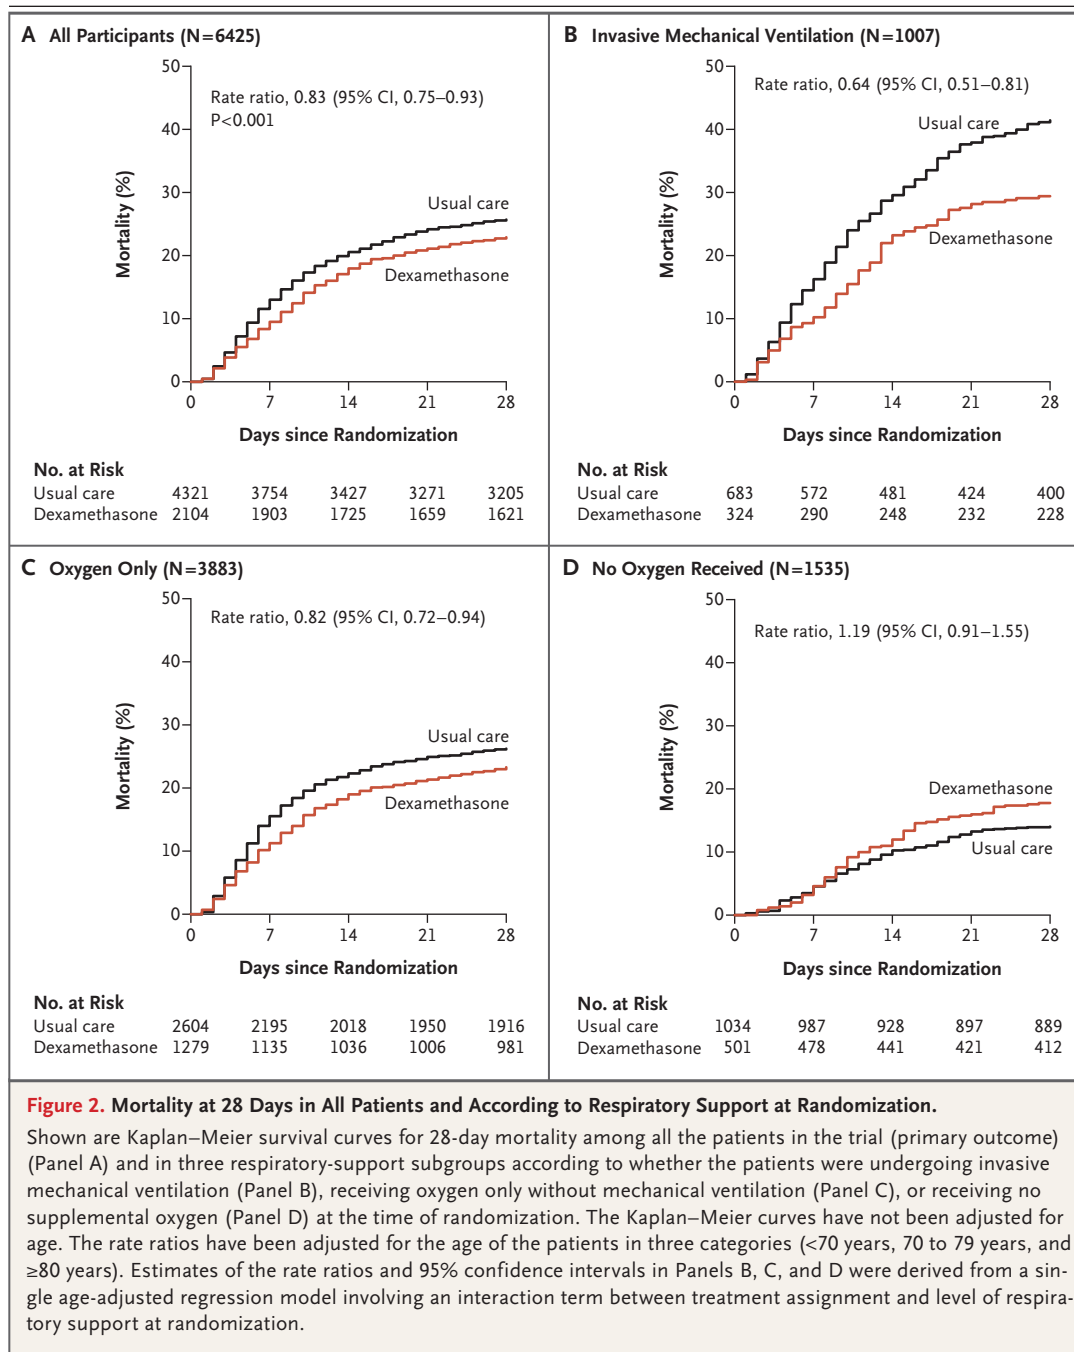 A All Participants (N=6425)
50
40
30
20
10
0
Mortality (%)
Rate ratio, 0.83 (95% CI, 0.75–0.93)
P<0.001
Usual care
Dexamethasone
0 7 14 21 28
Days since Randomization
No. at Risk
Usual care 4321 3754 3427 3271 3205
Dexamethasone 2104 1903 1725 1659 1621
B Invasive Mechanical Ventilation (N=1007)
50
40
30
20
10
0
Mortality (%)
Rate ratio, 0.64 (95% CI, 0.51–0.81)
Usual care
Dexamethasone
0 7 14 21 28
Days since Randomization
No. at Risk
Usual care 683 572 481 424 400
Dexamethasone 324 290 248 232 228
C Oxygen Only (N=3883)
50
40
30
20
10
0
Mortality (%)
Rate ratio, 0.82 (95% CI, 0.72–0.94)
Usual care
Dexamethasone
0 7 14 21 28
Days since Randomization
No. at Risk
Usual care 2604 2195 2018 1950 1916
Dexamethasone 1279 1135 1036 1006 981
D No Oxygen Received (N=1535)
50
40
30
20
10
0
Mortality (%)
Rate ratio, 1.19 (95% CI, 0.91–1.55)
Dexamethasone
Usual care
0 7 14 21 28
Days since Randomization
No. at Risk
Usual care 1034 987 928 897 889
Dexamethasone 501 478 441 421 412
Figure 2. Mortality at 28 Days in All Patients and According to Respiratory Support at Randomization.
Shown are Kaplan–Meier survival curves for 28-day mortality among all the patients in the trial (primary outcome)
(Panel A) and in three respiratory-support subgroups according to whether the patients were undergoing invasive
mechanical ventilation (Panel B), receiving oxygen only without mechanical ventilation (Panel C), or receiving no
supplemental oxygen (Panel D) at the time of randomization. The Kaplan–Meier curves have not been adjusted for
age. The rate ratios have been adjusted for the age of the patients in three categories (<70 years, 70 to 79 years, and
≥80 years). Estimates of the rate ratios and 95% confidence intervals in Panels B, C, and D were derived from a sin-
gle age-adjusted regression model involving an interaction term between treatment assignment and level of respira-
tory support at randomization.